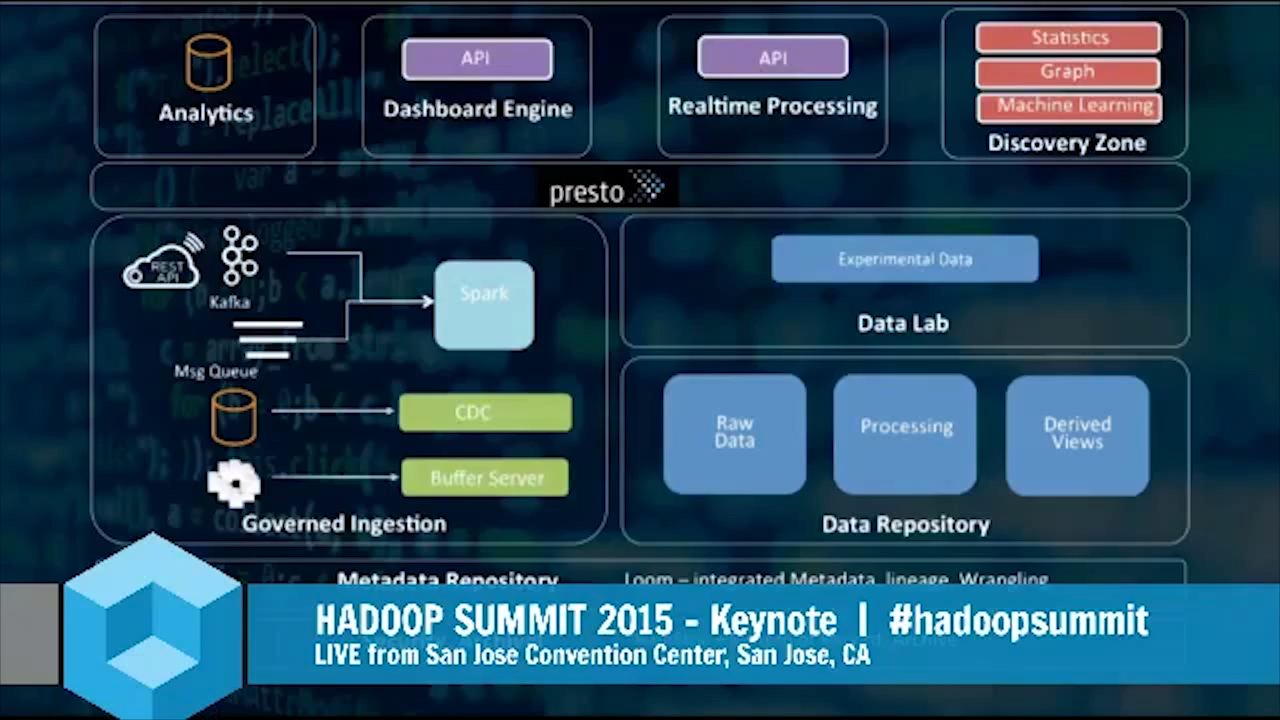 Analytics
API
Dashboard Engine
API
Realtime Processing
Statistics
Graph
Machine Learning
Discovery Zone
presto
REST
API
Kafka
Msg Queue
Spark
CDC
Buffer Server
Governed Ingestion
Experimental Data
Data Lab
Raw
Data
Processing
Derived
Views
Data Repository
Metadata Repository
Loom – integrated Metadata, lineage, Wrangling
HADOOP SUMMIT 2015 - Keynote | #hadoopsummit
LIVE from San Jose Convention Center, San Jose, CA